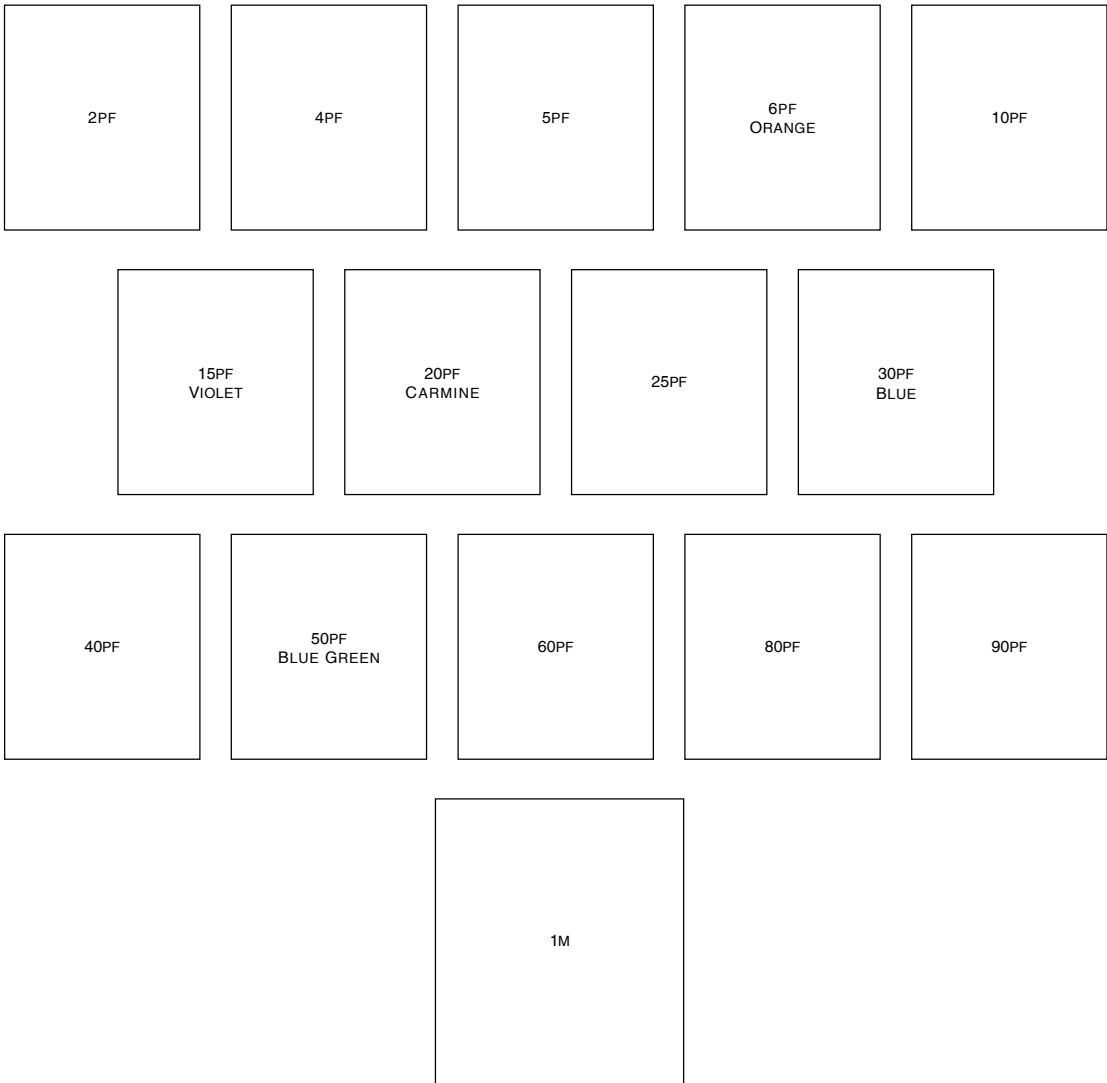 2PF
4PF
5PF
6PF
ORANGE
10PF
15PF
VIOLET
20PF
CARMINE
25PF
30PF
BLUE
40PF
50PF
BLUE GREEN
60PF
80PF
90PF
1M